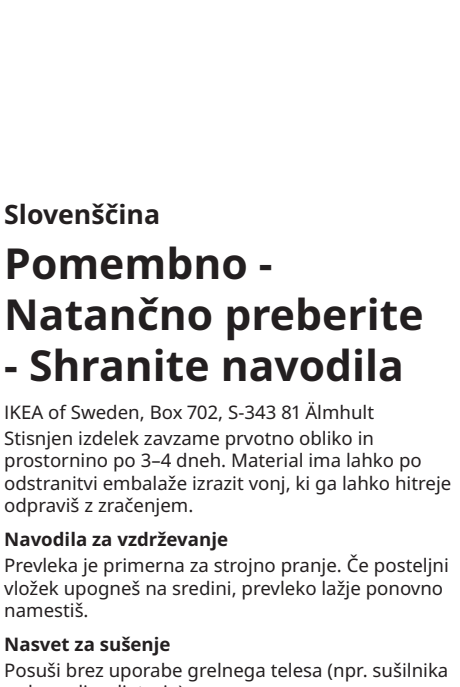 Slovenščina
Pomembno -
Natančno preberite
- Shranite navodila
IKEA of Sweden, Box 702, S-343 81 Älmhult
Stisnjen izdelek zavzame prvotno obliko in
prostornino po 3–4 dneh. Material ima lahko po
odstranitvi embalaže izrazit vonj, ki ga lahko hitreje
odpraviš z zračenjem.
Navodila za vzdrževanje
Prevleka je primerna za strojno pranje. Če posteljni
vložek upogneš na sredini, prevleko lažje ponovno
namestiš.
Nasvet za sušenje
Posuši brez uporabe grelnega telesa (npr. sušilnika